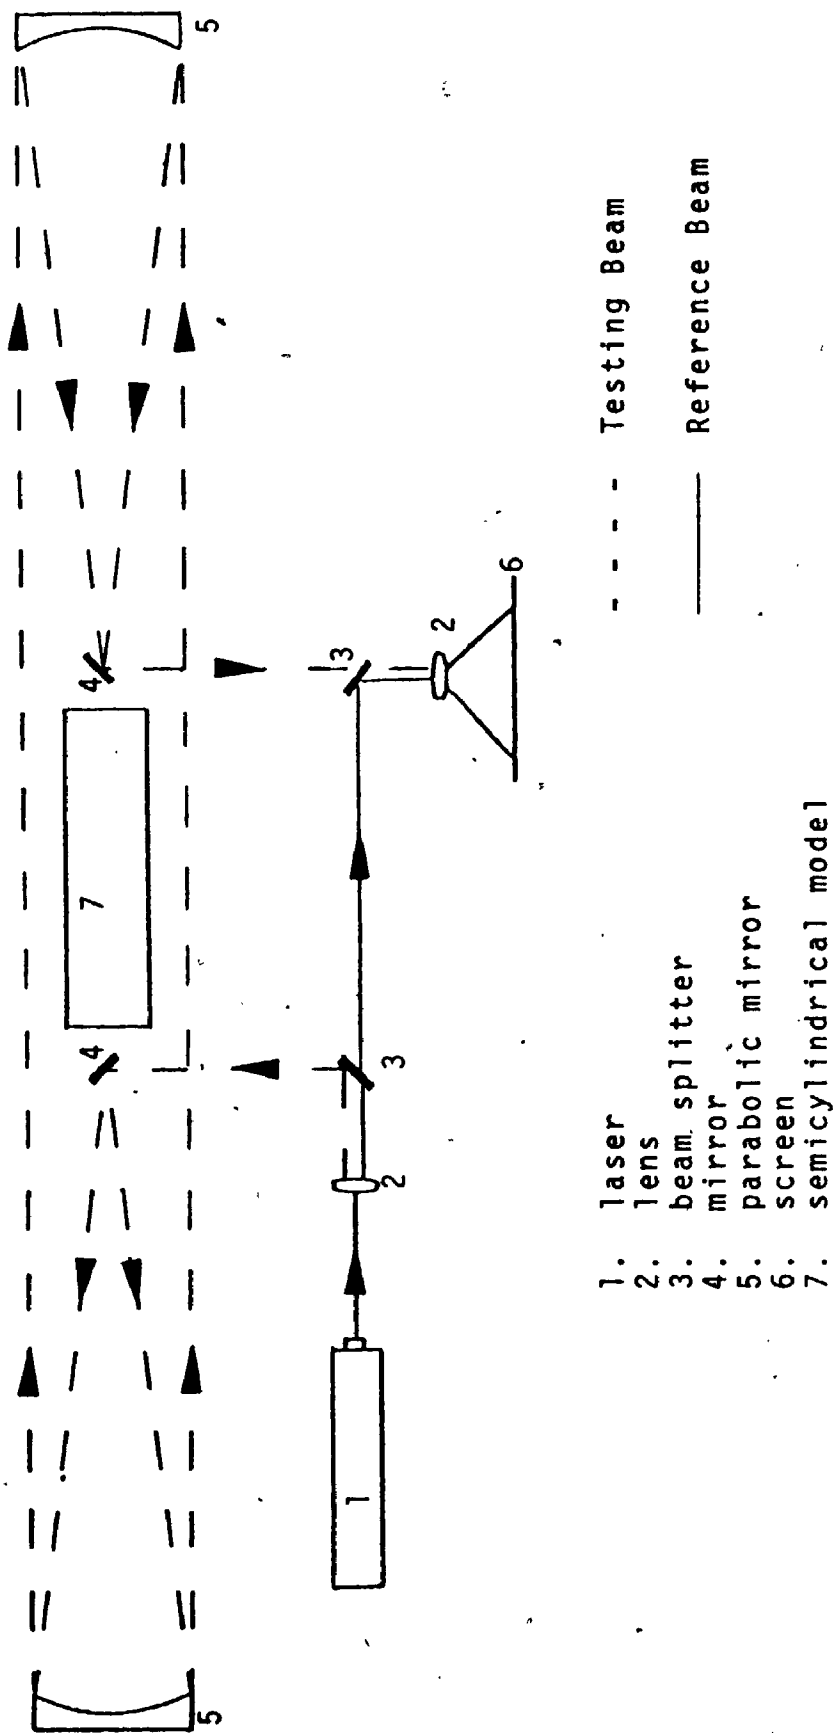 5
5
4
4
7
3
3
2
2
6
1
- - - - Testing Beam
Reference Beam
1. laser
2. lens
3. beam splitter
4. mirror
5. parabolic mirror
6. screen
7. semicylindrical model